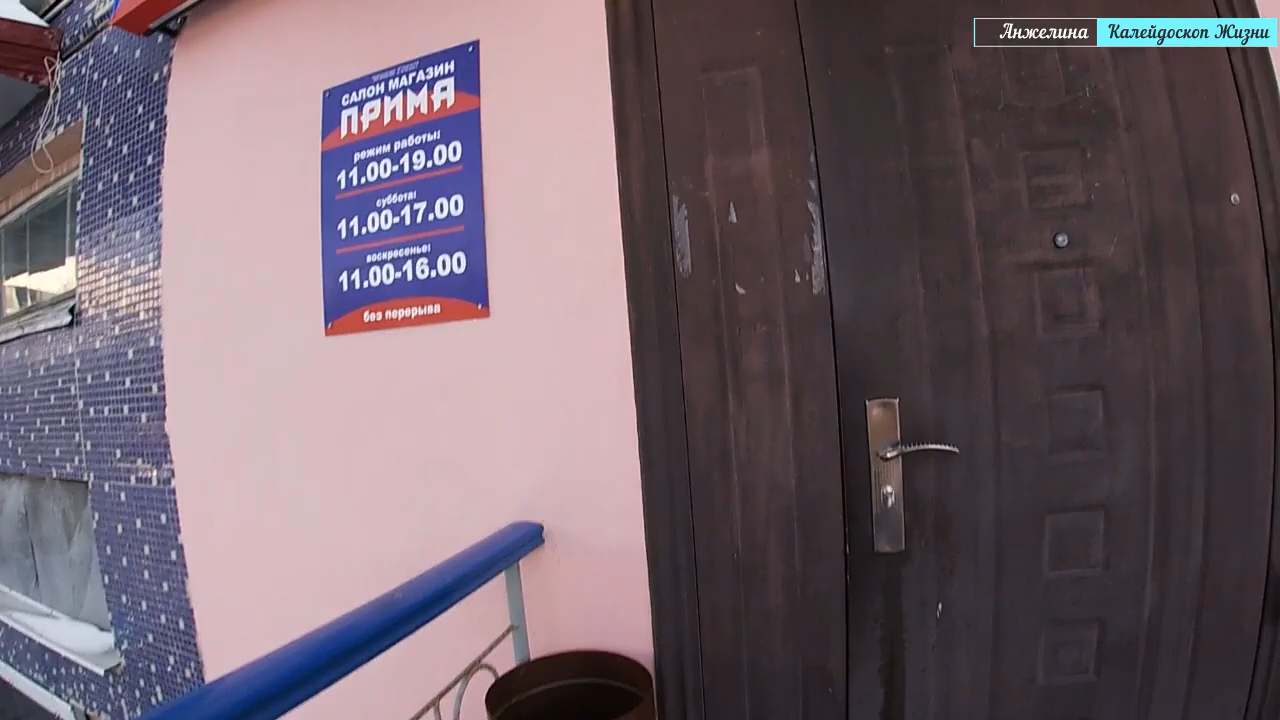 Анжелина Калейдоскоп Жизни
САЛОН МАГАЗИН
ПРИМА
режим работы:
11.00-19.00
суббота:
11.00-17.00
воскресенье:
11.00-16.00
без перерыва